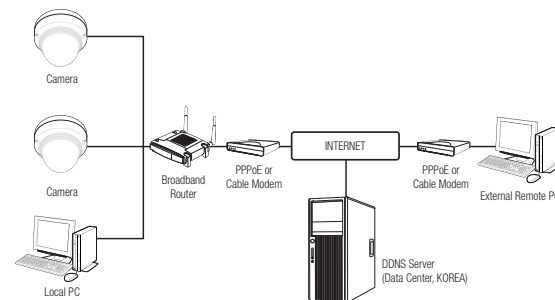 Camera
Camera
Local PC
Broadband
Router
PPPoE or
Cable Modem
INTERNET
PPPoE or
Cable Modem
External Remote PC
DDNS Server
(Data Center, KOREA)